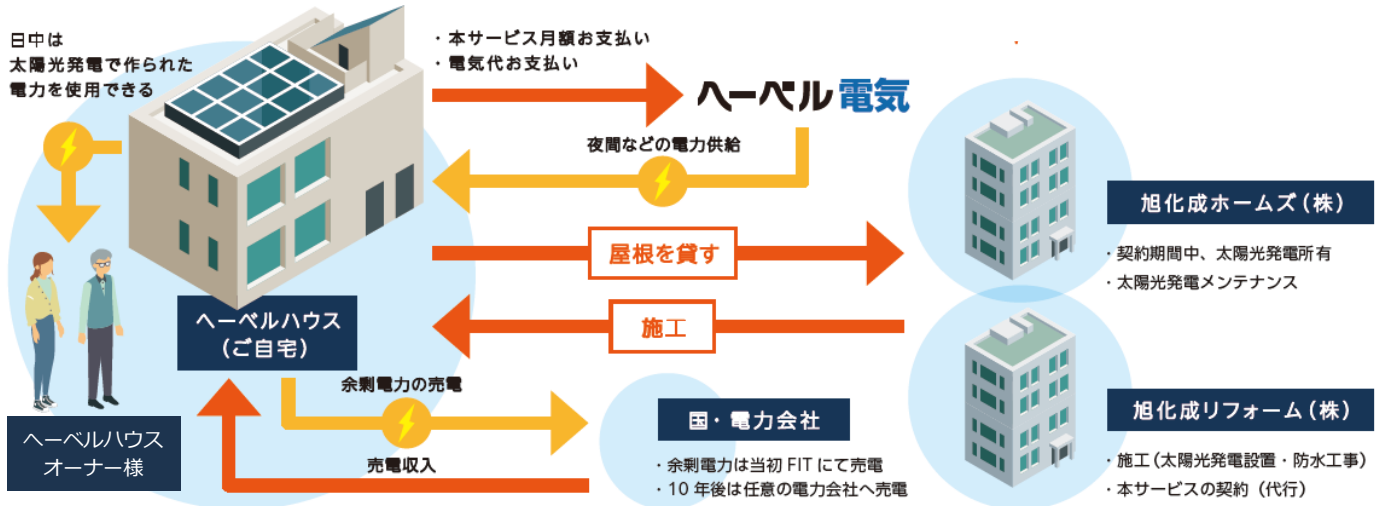 日中は
太陽光発電で作られた
電力を使用できる
・本サービス月額お支払い
・電気代お支払い
ヘーベル電気
夜間などの電力供給
屋根を貸す
施工
ヘーベルハウス
(ご自宅)
ヘーベルハウス
オーナー様
余剰電力の売電
売電収入
国・電力会社
・余剰電力は当初 FIT にて売電
・10 年後は任意の電力会社へ売電
旭化成ホームズ(株)
・契約期間中、太陽光発電所有
・太陽光発電メンテナンス
旭化成リフォーム(株)
・施工(太陽光発電設置・防水工事)
・本サービスの契約(代行)